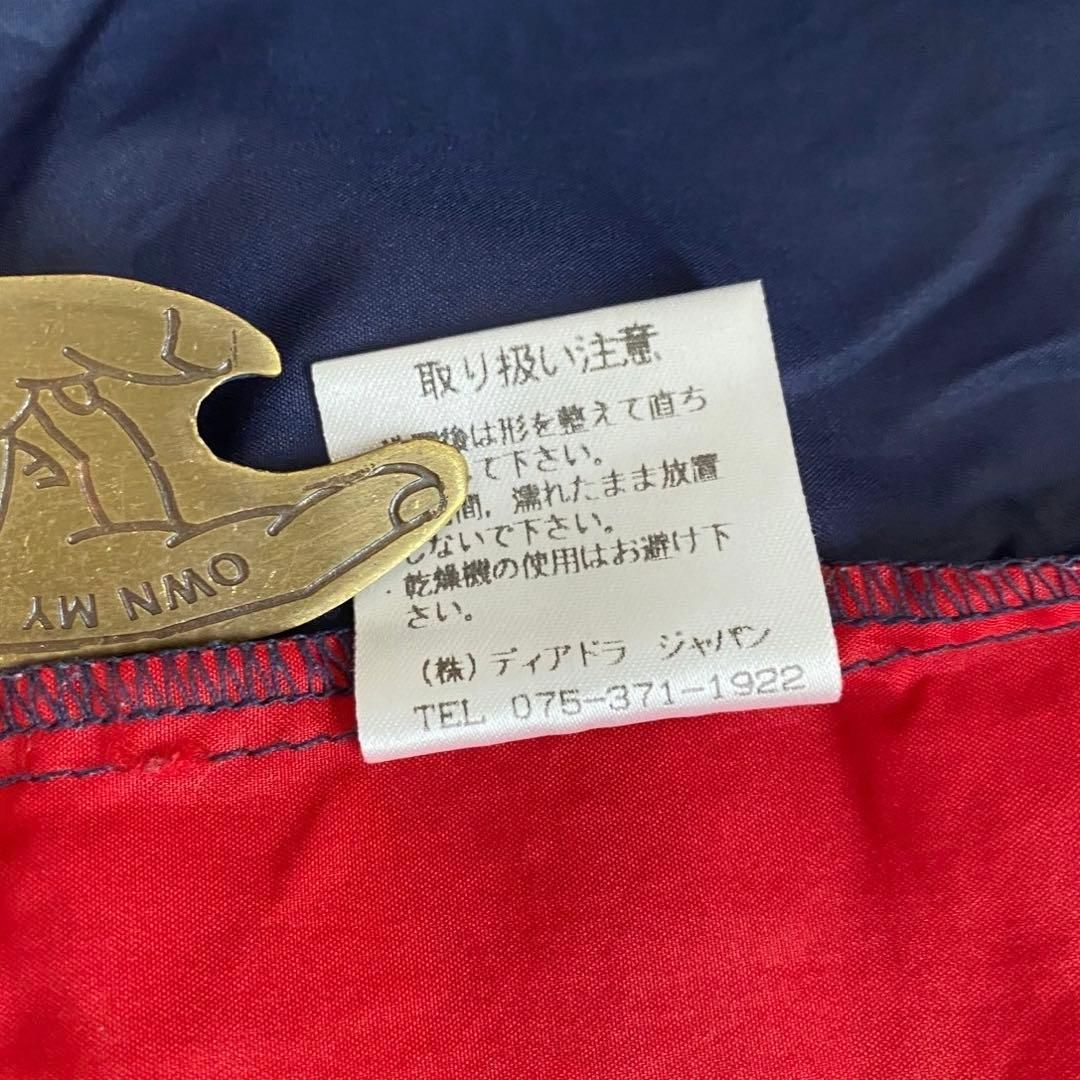 取り扱い注意
後は形を整えて直ち
て下さい。
間，濡れたまま放置
しないで下さい。
・乾燥機の使用はお避け下
さい。
(株) ディアドラ ジャパン
TEL 075-371-1922
OWN MY